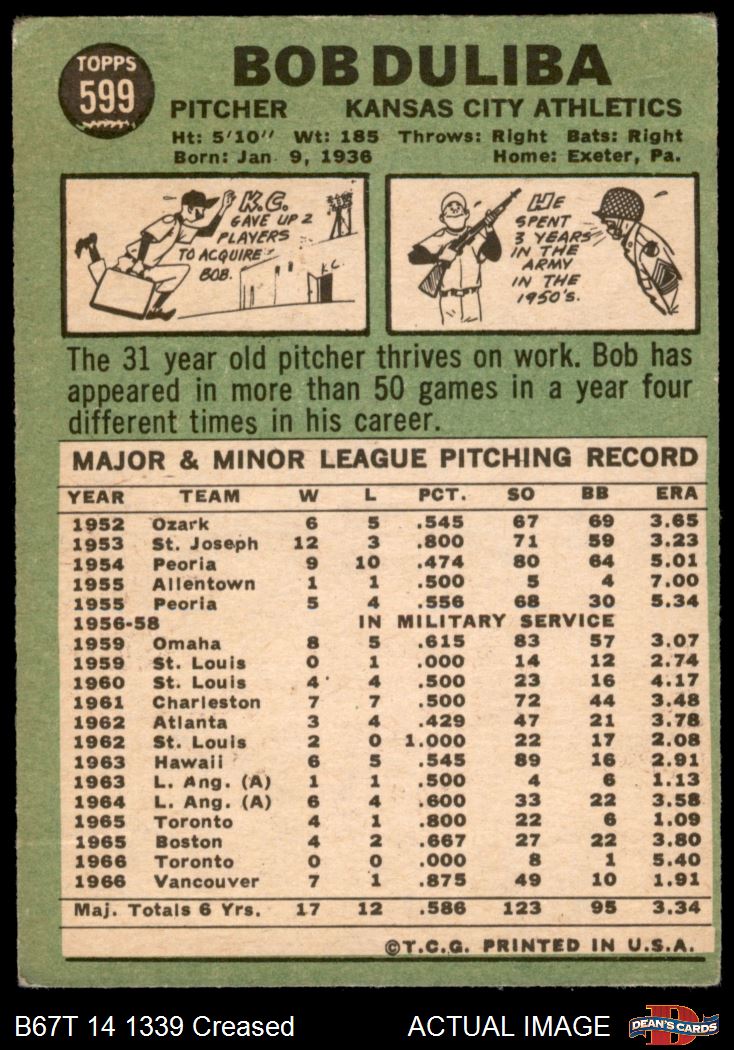 TOPPS
599
BOB DULIBA
PITCHER KANSAS CITY ATHLETICS
Ht: 5'10" Wt: 185 Throws: Right Bats: Right
Born: Jan. 9, 1936 Home: Exeter, Pa.
K.C.
GAVE UP 2
PLAYERS
TO ACQUIRE
BOB.
K.C.
HE
SPENT
3 YEARS
IN THE
ARMY
IN THE
1950's.
The 31 year old pitcher thrives on work. Bob has
appeared in more than 50 games in a year four
different times in his career.
MAJOR & MINOR LEAGUE PITCHING RECORD
YEAR TEAM W L PCT. SO BB ERA
1952 Ozark 6 5 .545 67 69 3.65
1953 St. Joseph 12 3 .800 71 59 3.23
1954 Peoria 9 10 .474 80 64 5.01
1955 Allentown 1 1 .500 5 4 7.00
1955 Peoria 5 4 .556 68 30 5.34
1956-58 IN MILITARY SERVICE
1959 Omaha 8 5 .615 83 57 3.07
1959 St. Louis 0 1 .000 14 12 2.74
1960 St. Louis 4 4 .500 23 16 4.17
1961 Charleston 7 7 .500 72 44 3.48
1962 Atlanta 3 4 .429 47 21 3.78
1962 St. Louis 2 0 1.000 22 17 2.08
1963 Hawaii 6 5 .545 89 16 2.91
1963 L. Ang. (A) 1 1 .500 4 6 1.13
1964 L. Ang. (A) 6 4 .600 33 22 3.58
1965 Toronto 4 1 .800 22 6 1.09
1965 Boston 4 2 .667 27 22 3.80
1966 Toronto 0 0 .000 8 1 5.40
1966 Vancouver 7 1 .875 49 10 1.91
Maj. Totals 6 Yrs. 17 12 .586 123 95 3.34
©T.C.G. PRINTED IN U.S.A.
B67T 14 1339 Creased ACTUAL IMAGE
D
DEAN'S CARDS